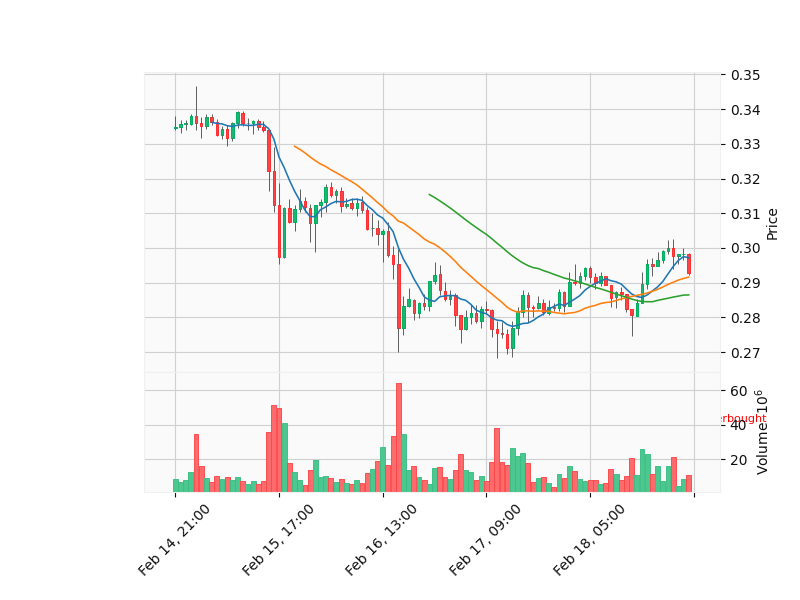 0.35
0.34
0.33
0.32
0.31
0.30
0.29
0.28
0.27
Price
60
40
20
Volume 10^6
erbought
Feb 14, 21:00
Feb 15, 17:00
Feb 16, 13:00
Feb 17, 09:00
Feb 18, 05:00